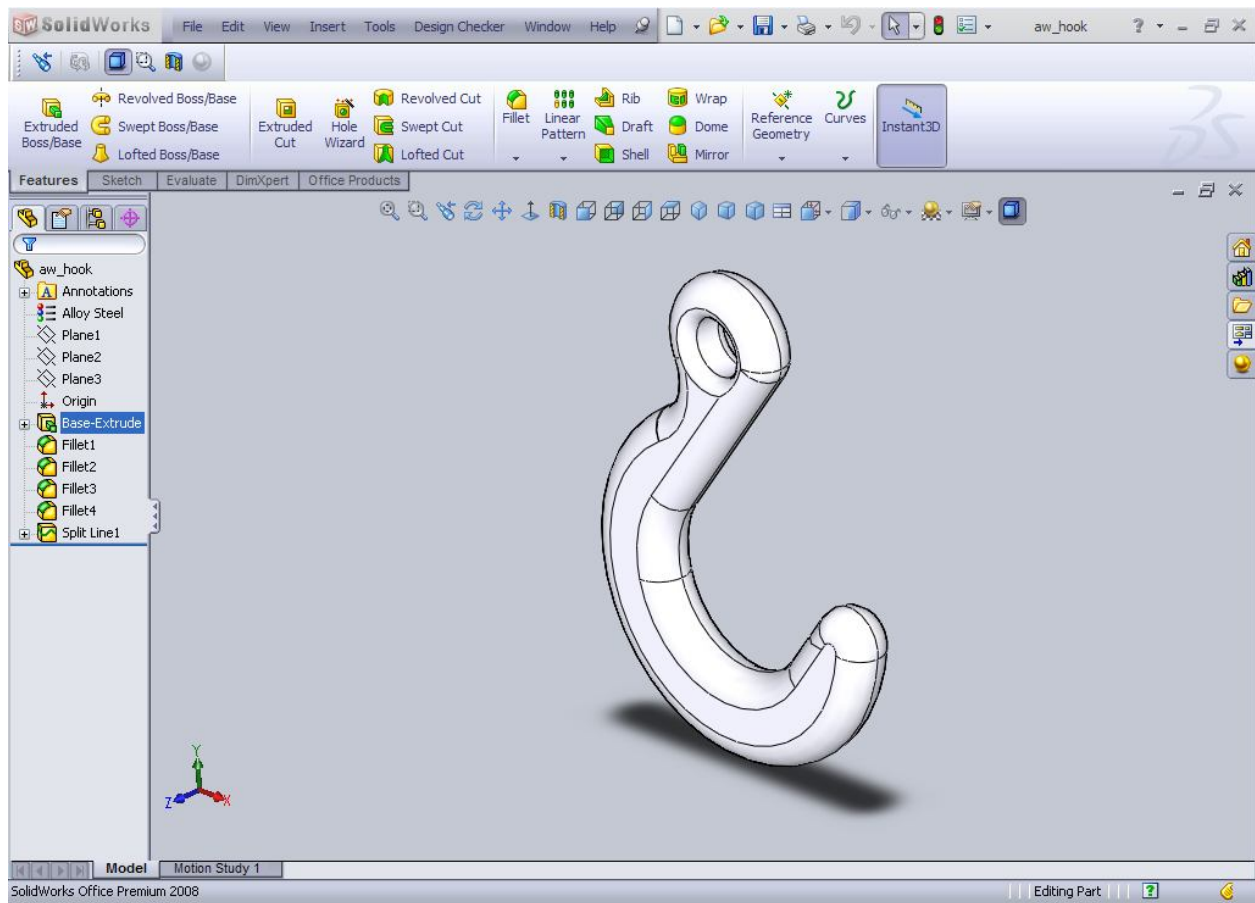 SolidWorks File Edit View Insert Tools Design Checker Window Help aw_hook ?
Extruded Boss/Base
Revolved Boss/Base
Swept Boss/Base
Lofted Boss/Base
Extruded Cut
Hole Wizard
Revolved Cut
Swept Cut
Lofted Cut
Fillet
Linear Pattern
Rib
Draft
Shell
Wrap
Dome
Mirror
Reference Geometry
Curves
Instant3D
Features Sketch Evaluate DimXpert Office Products
aw_hook
A Annotations
Alloy Steel
Plane1
Plane2
Plane3
Origin
Base-Extrude
Fillet1
Fillet2
Fillet3
Fillet4
Split Line1
Y
Z X
Model Motion Study 1
SolidWorks Office Premium 2008 Editing Part ?